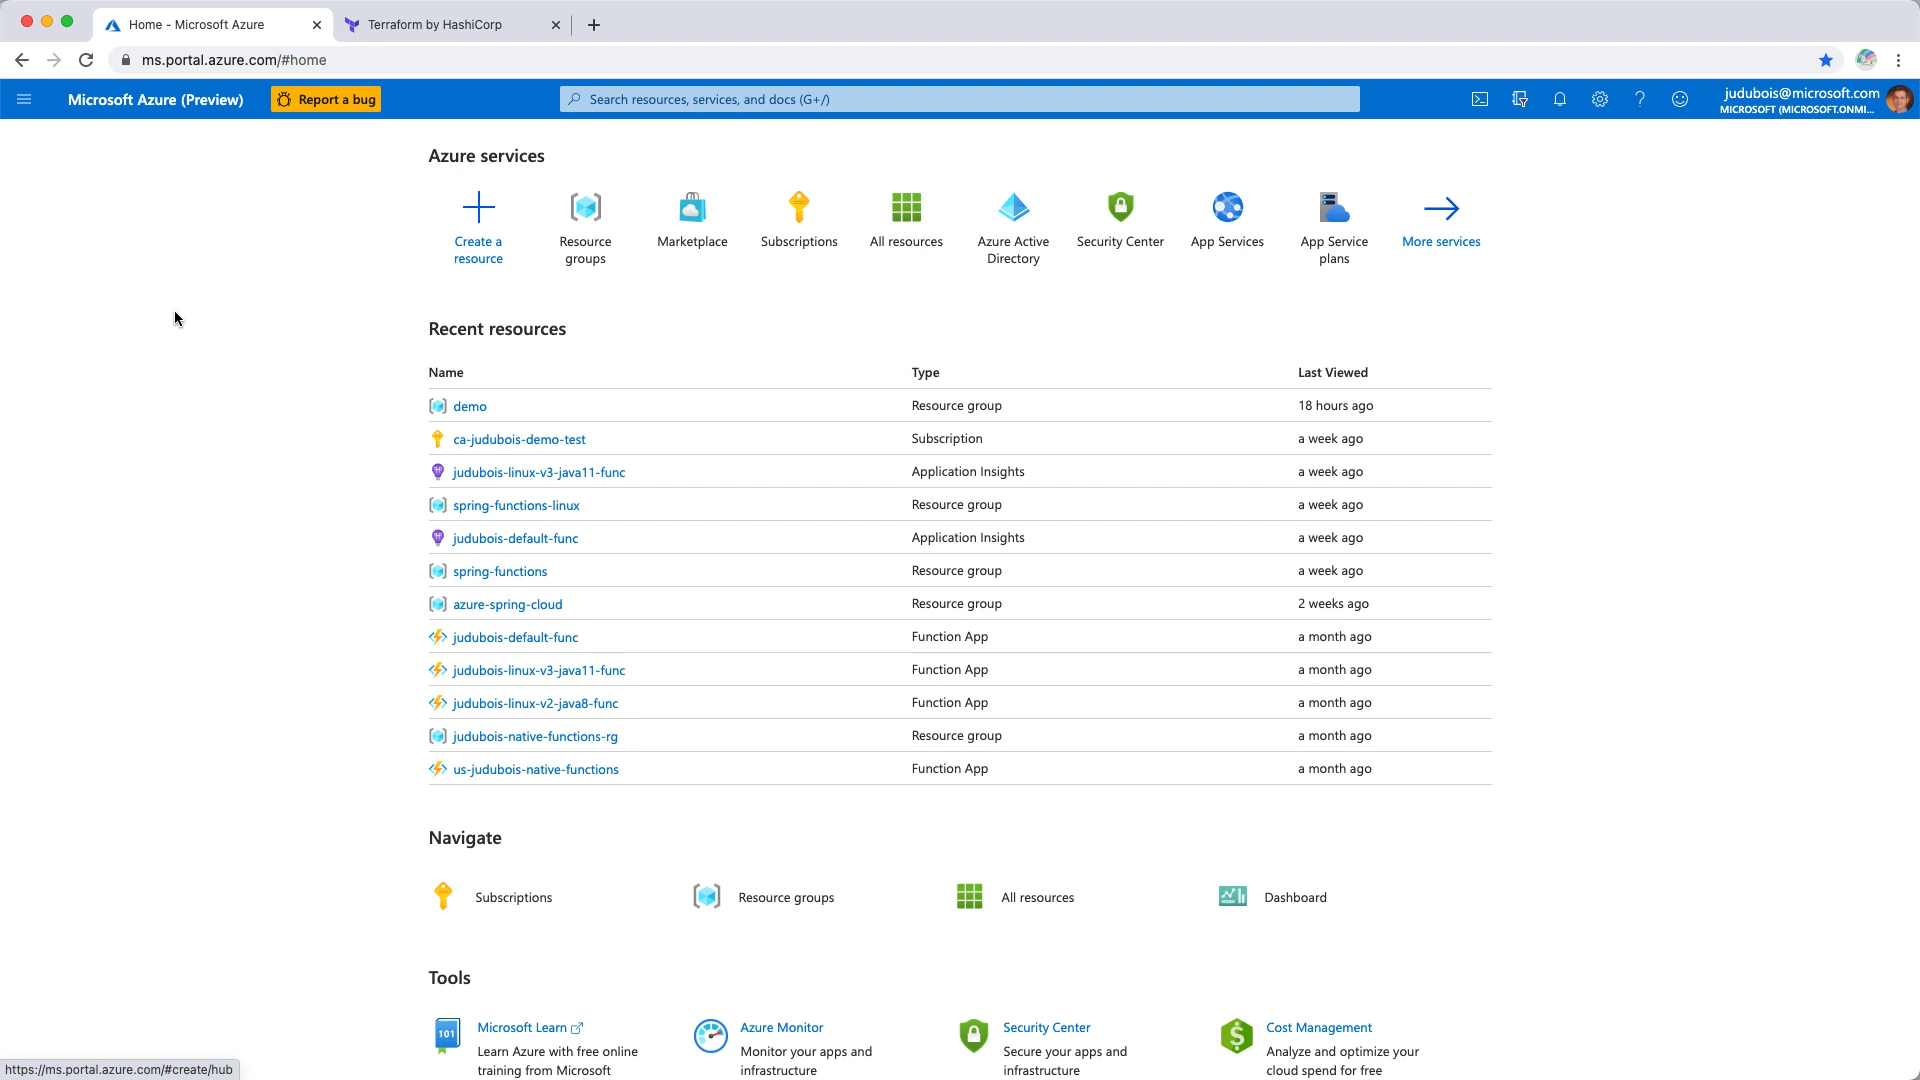 Home - Microsoft Azure
Terraform by HashiCorp
ms.portal.azure.com/#home
Microsoft Azure (Preview)
Report a bug
Search resources, services, and docs (G+/)
judubois@microsoft.com
MICROSOFT (MICROSOFT.ONMI...
Azure services
Create a
resource
Resource
groups
Marketplace
Subscriptions
All resources
Azure Active
Directory
Security Center
App Services
App Service
plans
More services
Recent resources
Name Type Last Viewed
demo Resource group 18 hours ago
ca-judubois-demo-test Subscription a week ago
judubois-linux-v3-java11-func Application Insights a week ago
spring-functions-linux Resource group a week ago
judubois-default-func Application Insights a week ago
spring-functions Resource group a week ago
azure-spring-cloud Resource group 2 weeks ago
judubois-default-func Function App a month ago
judubois-linux-v3-java11-func Function App a month ago
judubois-linux-v2-java8-func Function App a month ago
judubois-native-functions-rg Resource group a month ago
us-judubois-native-functions Function App a month ago
Navigate
Subscriptions
Resource groups
All resources
Dashboard
Tools
101
Microsoft Learn
Learn Azure with free online
training from Microsoft
Azure Monitor
Monitor your apps and
infrastructure
Security Center
Secure your apps and
infrastructure
$
Cost Management
Analyze and optimize your
cloud spend for free
https://ms.portal.azure.com/#create/hub